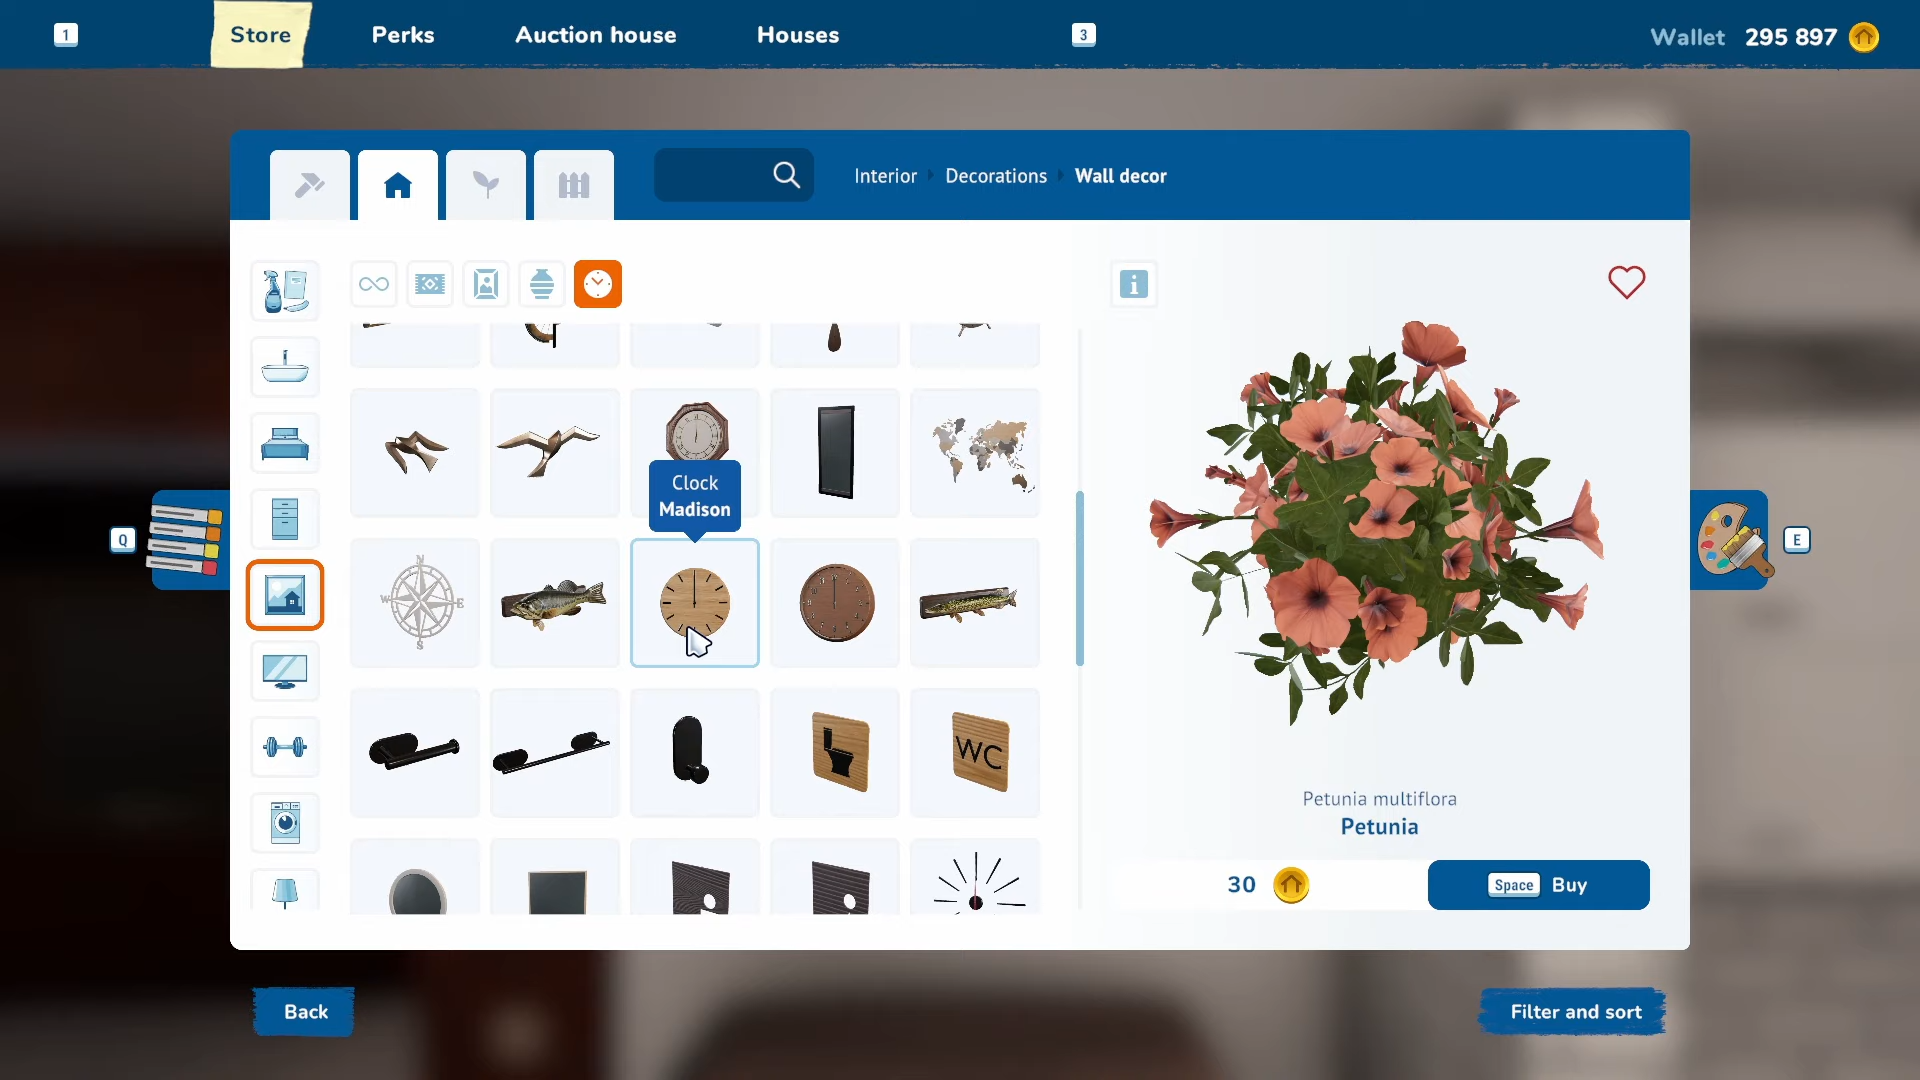 1
Store
Perks
Auction house
Houses
3
Wallet 295 897
Interior
Decorations
Wall decor
i
Clock
Madison
N
W E
S
WC
Q
E
Petunia multiflora
Petunia
30
Space Buy
Back
Filter and sort